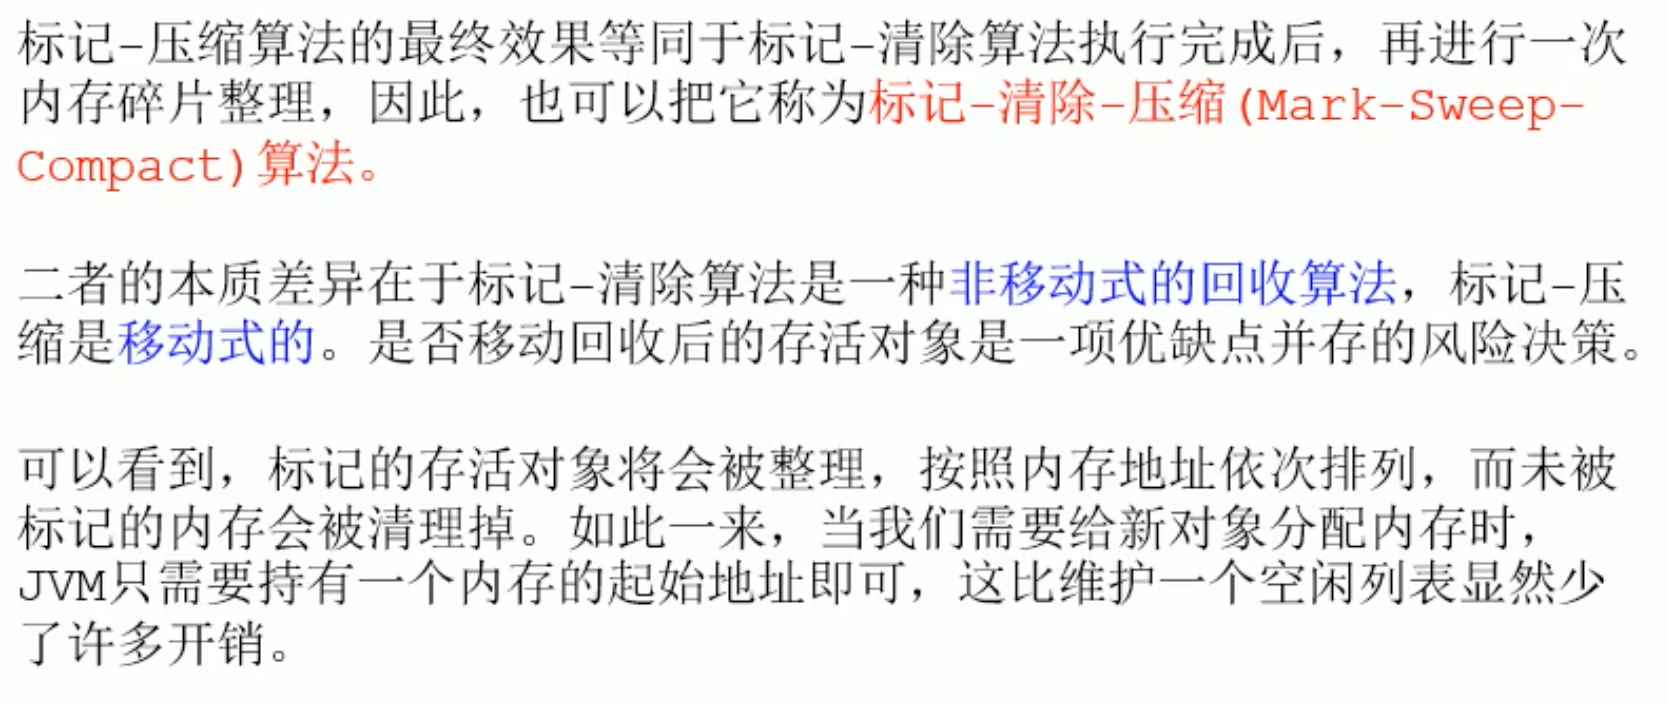 标记-压缩算法的最终效果等同于标记-清除算法执行完成后，再进行一次
内存碎片整理，因此，也可以把它称为标记-清除-压缩(Mark-Sweep-
Compact)算法。
二者的本质差异在于标记-清除算法是一种非移动式的回收算法，标记-压
缩是移动式的。是否移动回收后的存活对象是一项优缺点并存的风险决策。
可以看到，标记的存活对象将会被整理，按照内存地址依次排列，而未被
标记的内存会被清理掉。如此一来，当我们需要给新对象分配内存时，
JVM只需要持有一个内存的起始地址即可，这比维护一个空闲列表显然少
了许多开销。